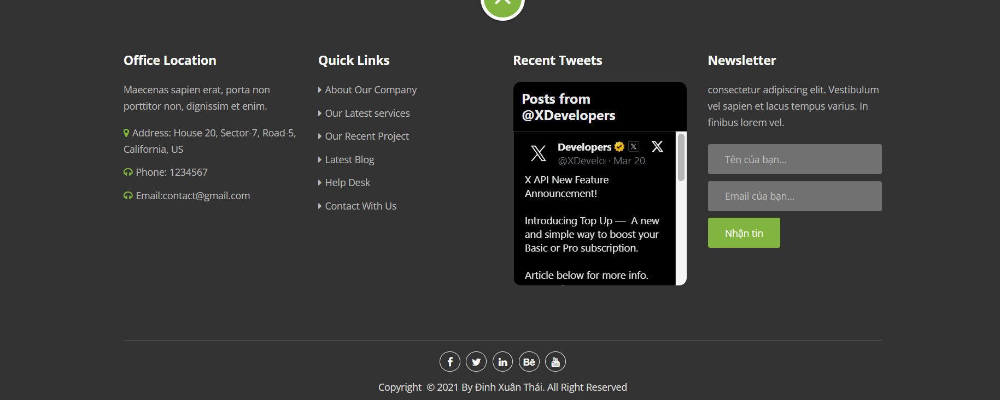 Office Location
Maecenas sapien erat, porta non
porttitor non, dignissim et enim.
Address: House 20, Sector-7, Road-5,
California, US
Phone: 1234567
Email:contact@gmail.com
Quick Links
About Our Company
Our Latest services
Our Recent Project
Latest Blog
Help Desk
Contact With Us
Recent Tweets
Posts from
@XDevelopers
Developers
@XDevelo · Mar 20
X API New Feature
Announcement!
Introducing Top Up — A new
and simple way to boost your
Basic or Pro subscription.
Article below for more info.
Newsletter
consectetur adipiscing elit. Vestibulum
vel sapien et lacus tempus varius. In
finibus lorem vel.
Tên của bạn...
Email của bạn...
Nhận tin
Bē
You Tube
Copyright © 2021 By Đinh Xuân Thái. All Right Reserved